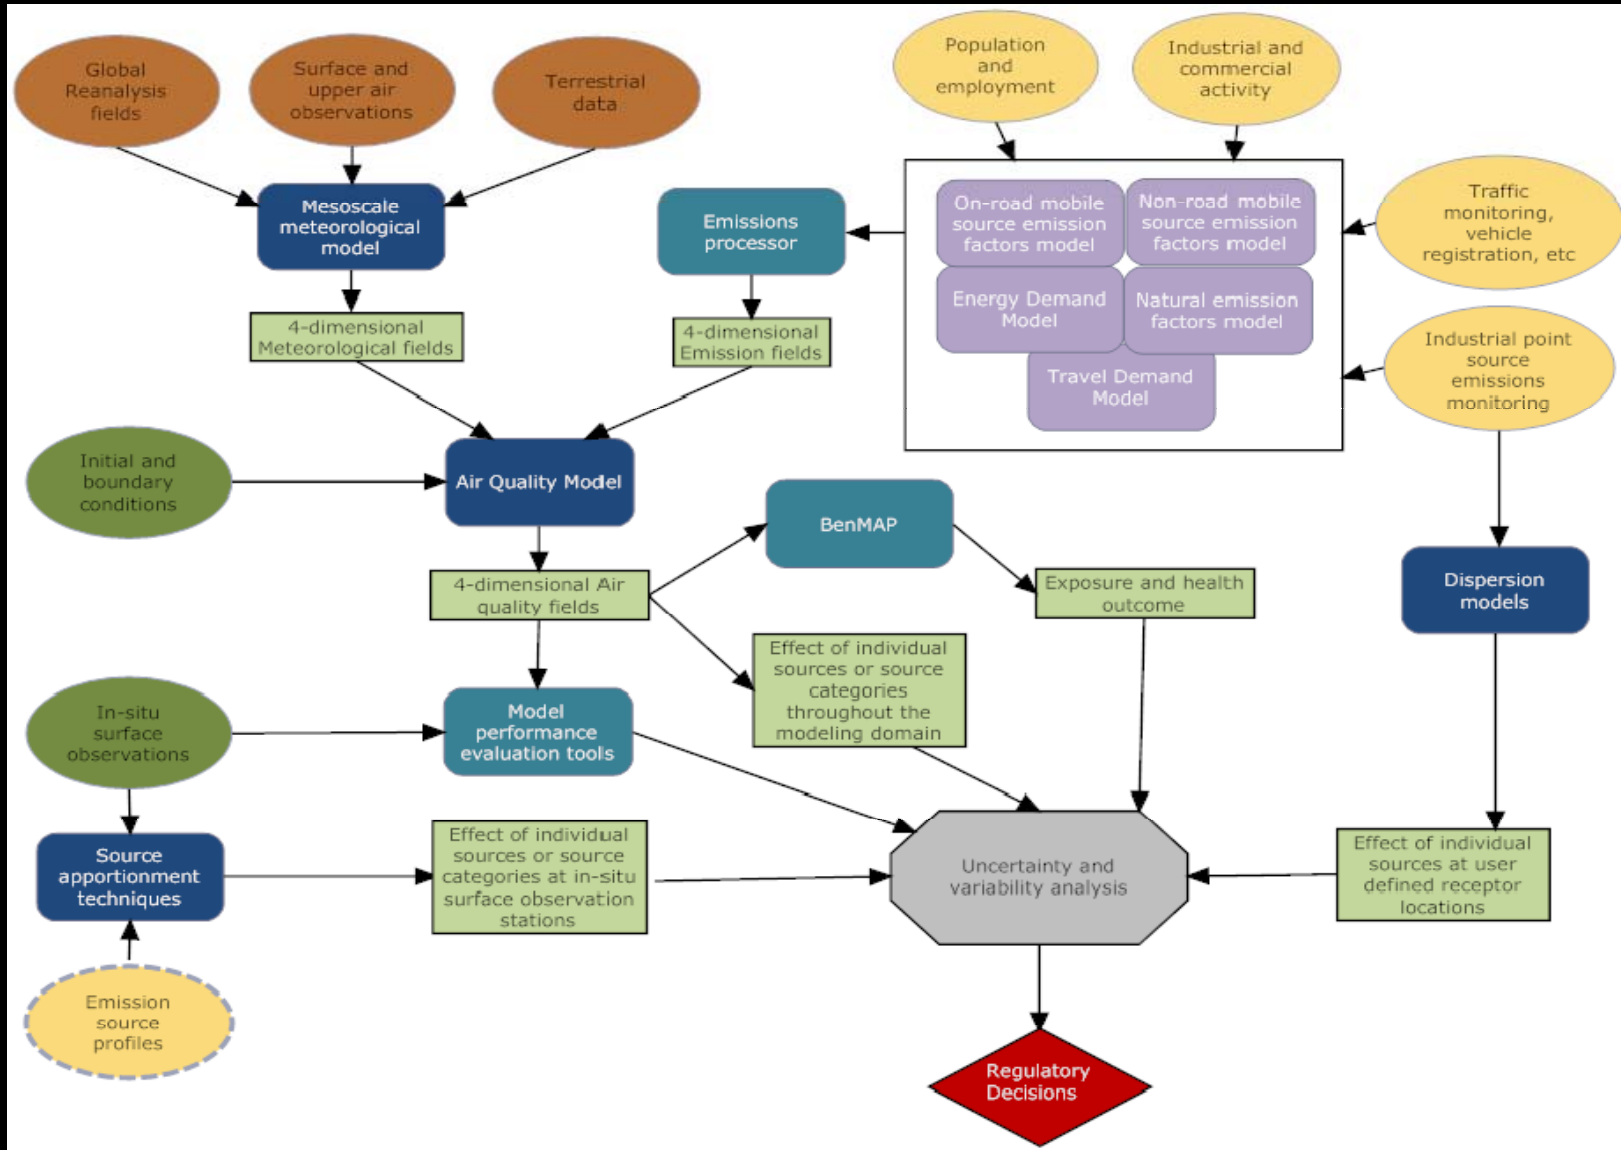 Global
Reanalysis
fields
Surface and
upper air
observations
Terrestrial
data
Population
and
employment
Industrial and
commercial
activity
Mesoscale
meteorological
model
Emissions
processor
On-road mobile
source emission
factors model
Non-road mobile
source emission
factors model
Traffic
monitoring,
vehicle
registration, etc
Energy Demand
Model
Natural emission
factors model
4-dimensional
Meteorological fields
4-dimensional
Emission fields
Travel Demand
Model
Industrial point
source
emissions
monitoring
Initial and
boundary
conditions
Air Quality Model
BenMAP
4-dimensional Air
quality fields
Exposure and health
outcome
Dispersion
models
Effect of individual
sources or source
categories
throughout the
modeling domain
In-situ
surface
observations
Model
performance
evaluation tools
Source
apportionment
techniques
Effect of individual
sources or source
categories at in-situ
surface observation
stations
Uncertainty and
variability analysis
Effect of individual
sources at user
defined receptor
locations
Emission
source
profiles
Regulatory
Decisions